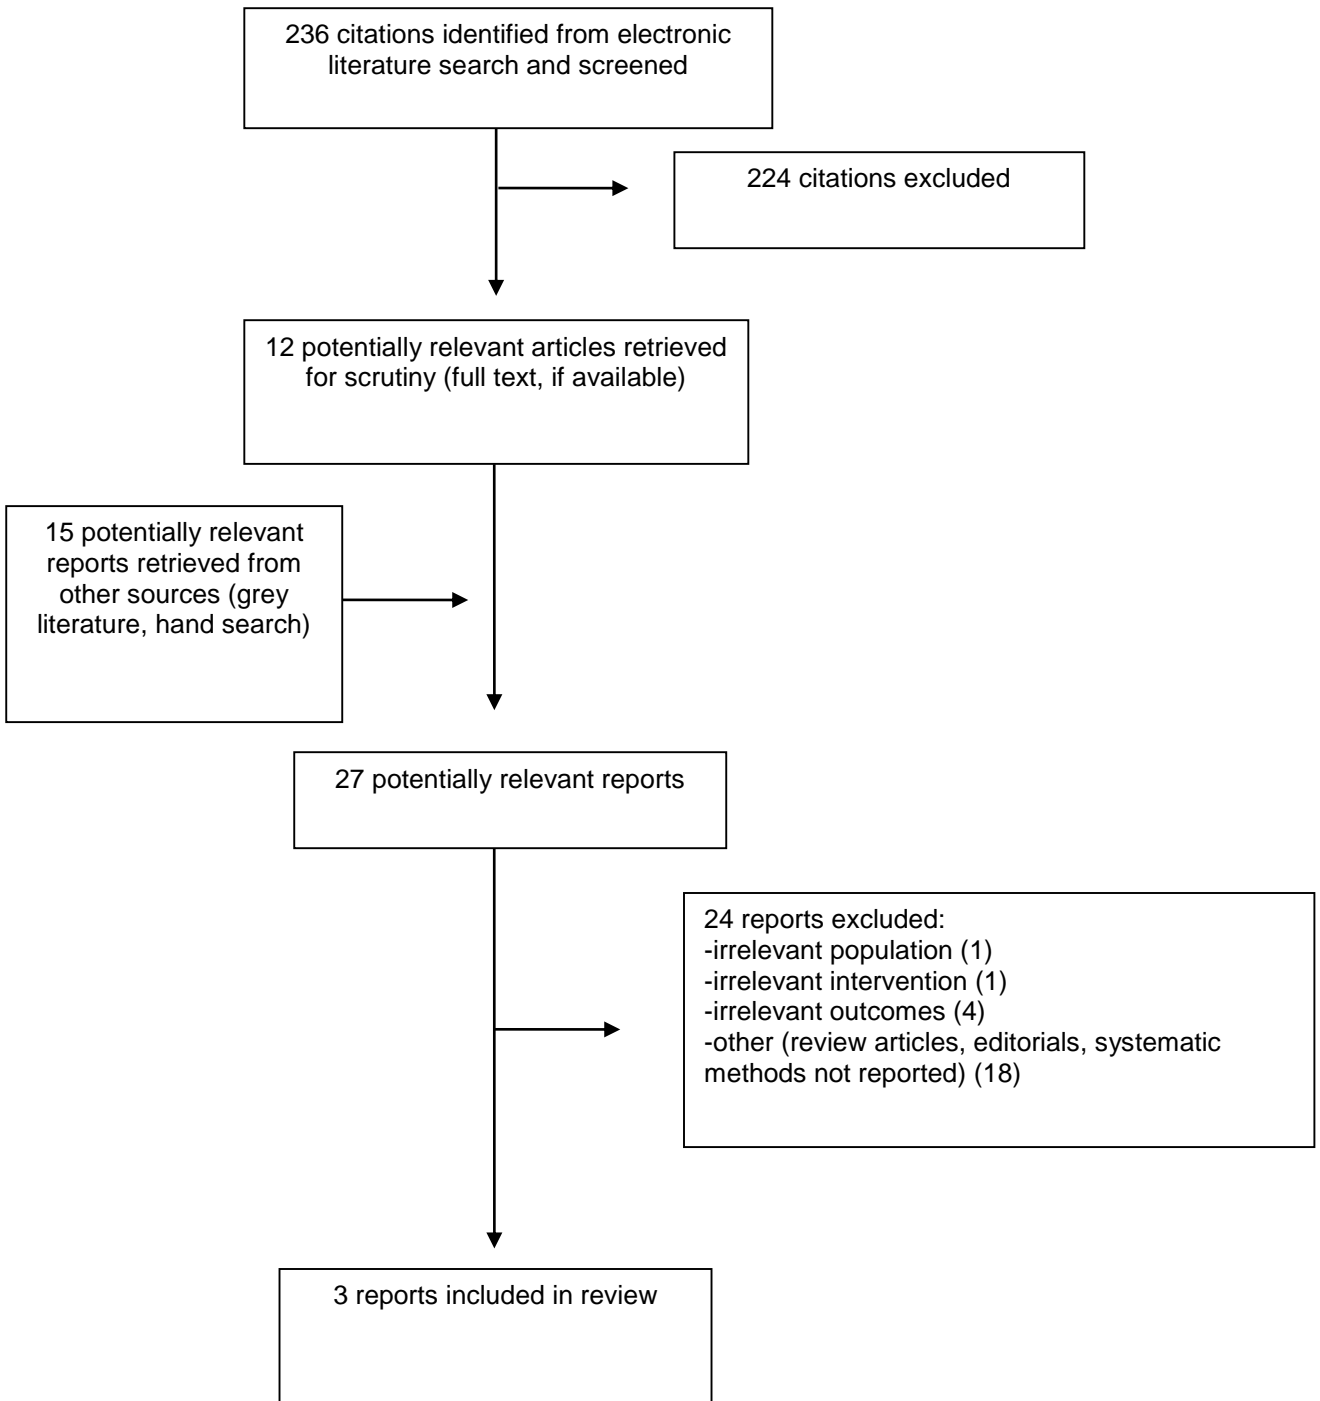 236 citations identified from electronic
literature search and screened
224 citations excluded
12 potentially relevant articles retrieved
for scrutiny (full text, if available)
15 potentially relevant
reports retrieved from
other sources (grey
literature, hand search)
27 potentially relevant reports
24 reports excluded:
-irrelevant population (1)
-irrelevant intervention (1)
-irrelevant outcomes (4)
-other (review articles, editorials, systematic
methods not reported) (18)
3 reports included in review